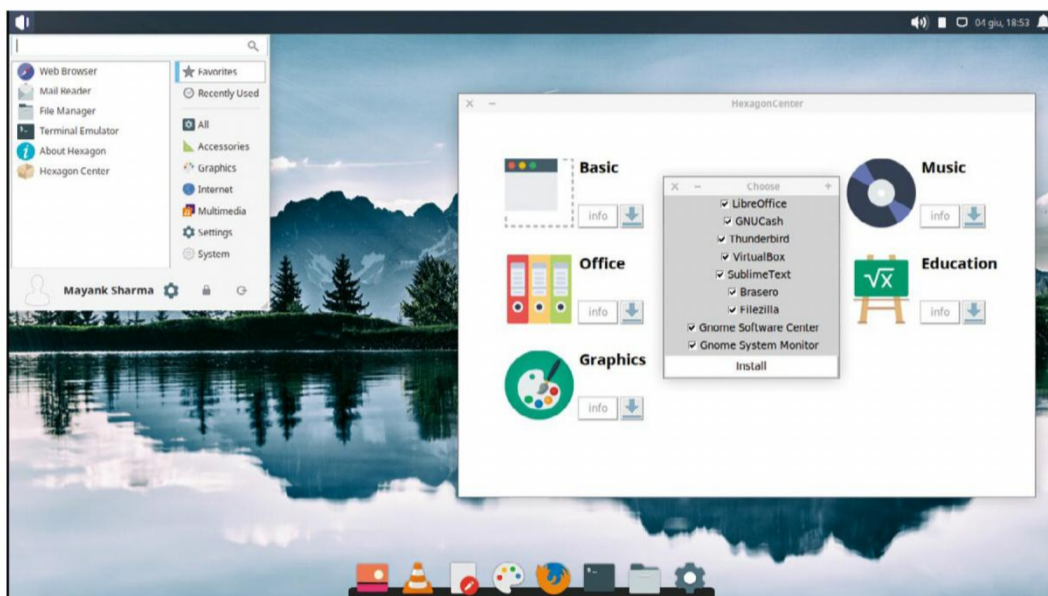 04 giu, 18:53
Web Browser
Mail Reader
File Manager
Terminal Emulator
About Hexagon
Hexagon Center
Favorites
Recently Used
All
Accessories
Graphics
Internet
Multimedia
Settings
System
Mayank Sharma
HexagonCenter
Basic
info
Office
info
Graphics
info
Choose
LibreOffice
GNUCash
Thunderbird
VirtualBox
SublimeText
Brasero
Filezilla
Gnome Software Center
Gnome System Monitor
Install
Music
info
Education
√x
info